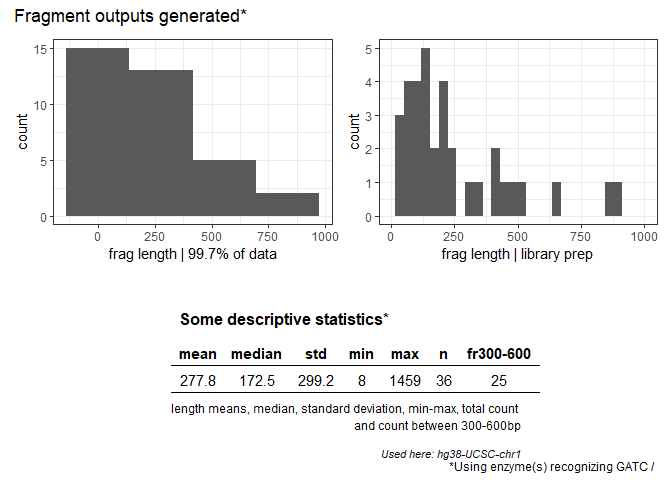 Fragment outputs generated*
15
10
5
0
count
0 250 500 750 1000
frag length | 99.7% of data
5
4
3
2
1
0
count
0 250 500 750 1000
frag length | library prep
Some descriptive statistics*
mean median std min max n fr300-600
277.8 172.5 299.2 8 1459 36 25
length means, median, standard deviation, min-max, total count
and count between 300-600bp
Used here: hg38-UCSC-chr1
*Using enzyme(s) recognizing GATC /